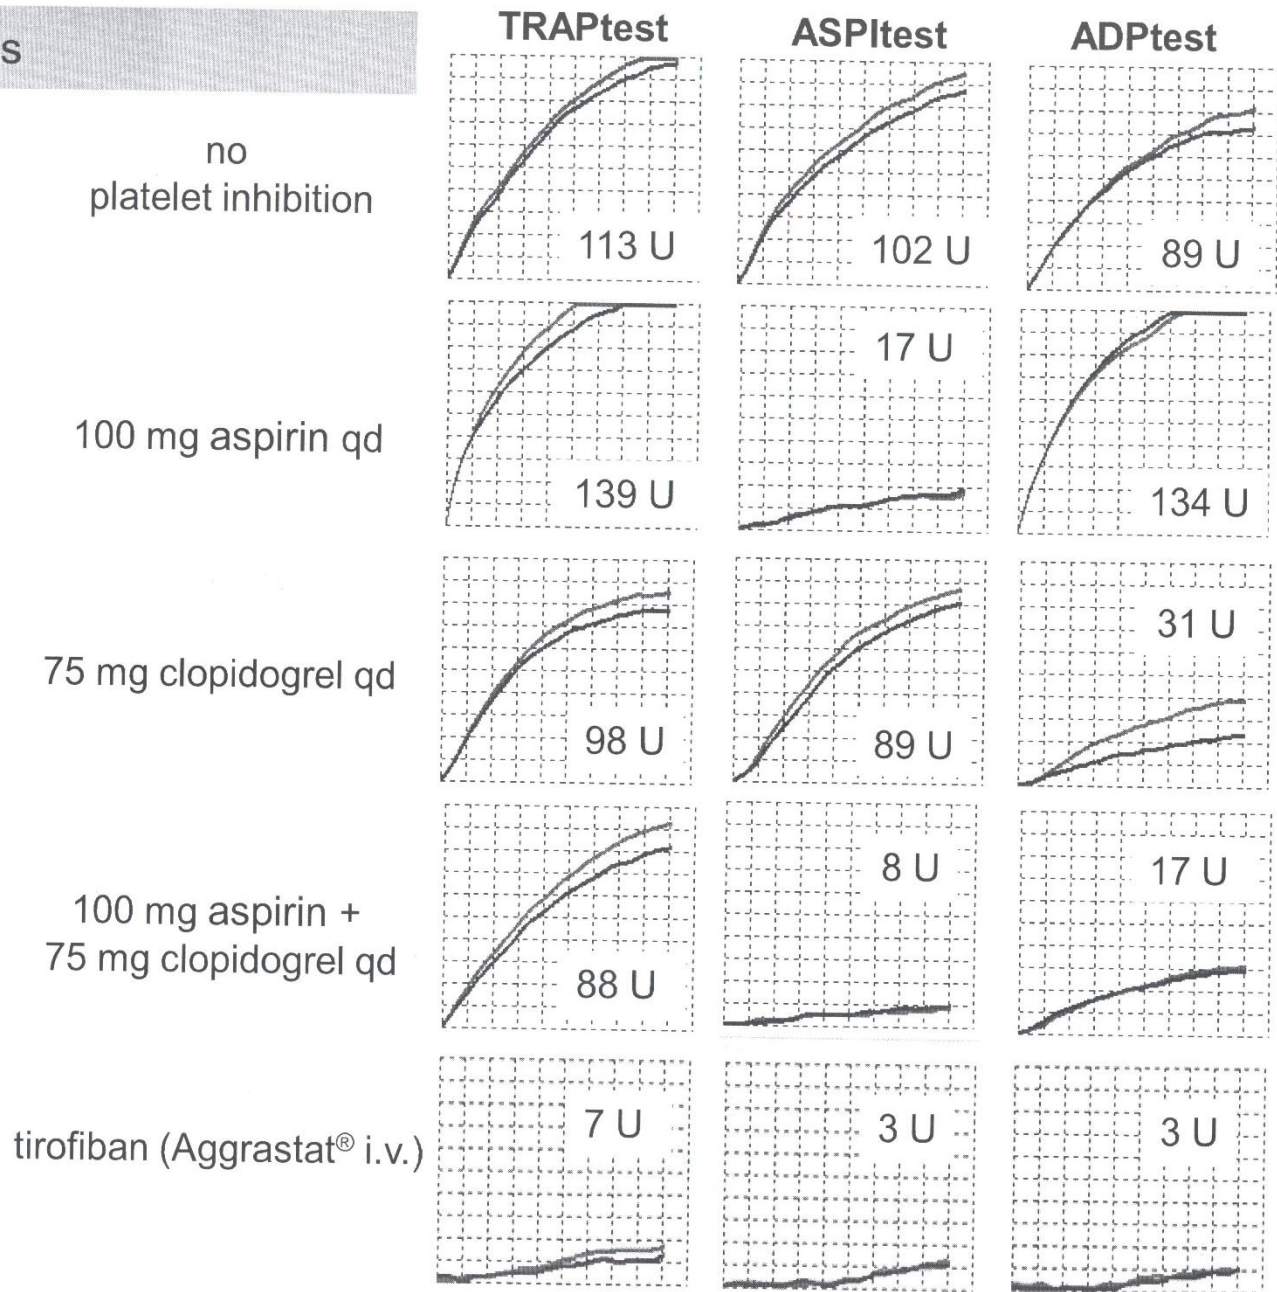 TRAPtest ASPItest ADPtest
s
no
platelet inhibition
113 U 102 U 89 U
100 mg aspirin qd
139 U 17 U 134 U
75 mg clopidogrel qd
98 U 89 U 31 U
100 mg aspirin +
75 mg clopidogrel qd
88 U 8 U 17 U
tirofiban (Aggrastat® i.v.)
7 U 3 U 3 U